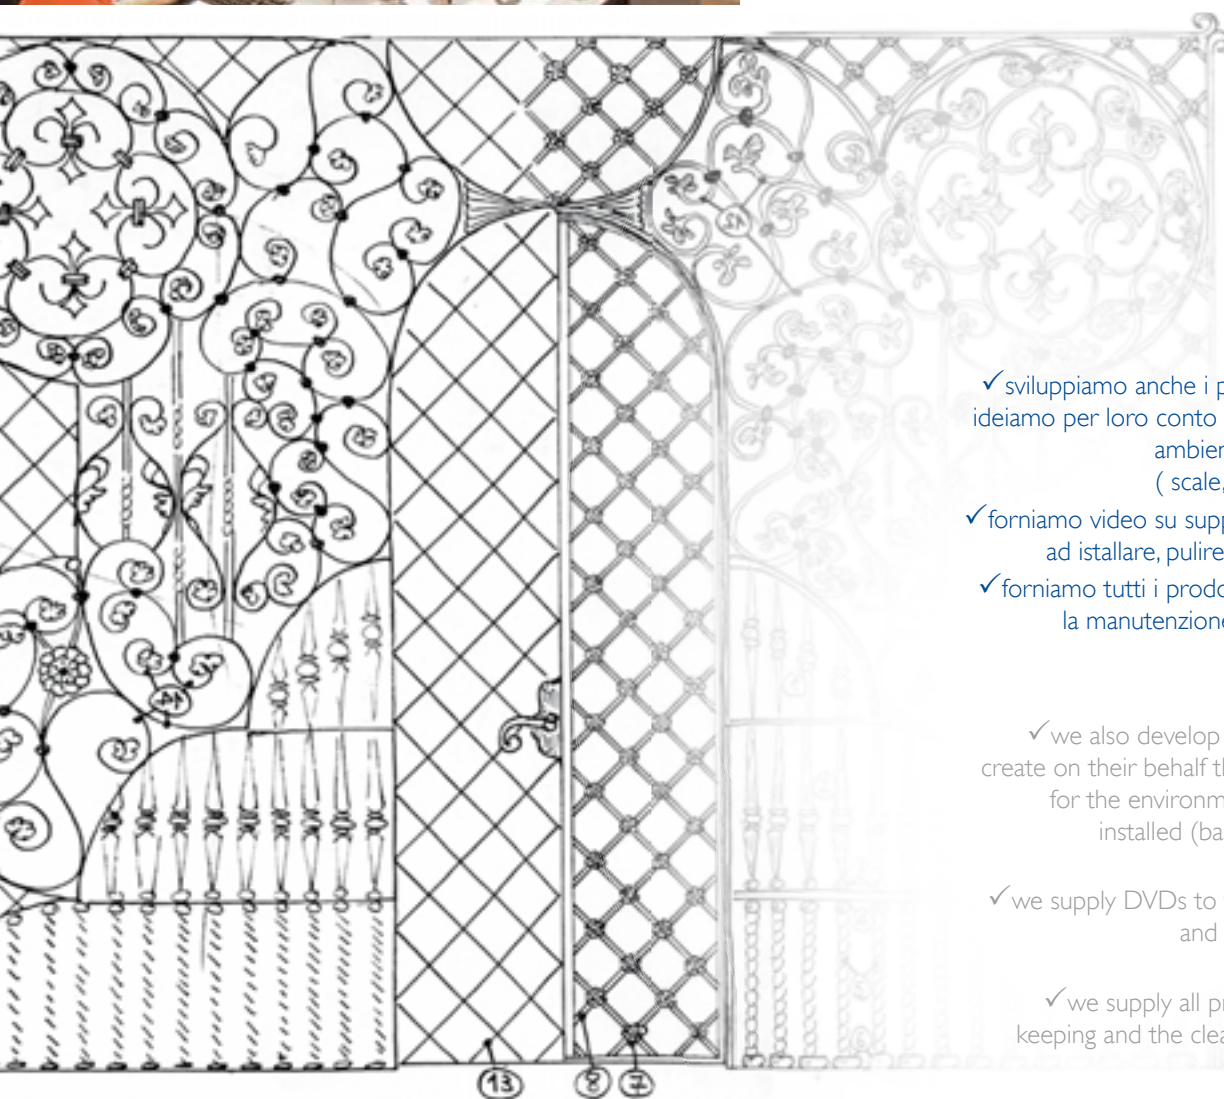 ✓sviluppiamo anche i p
ideiamo per loro conto
ambien
( scale,
✓forniamo video su supp
ad istallare, pulire
✓forniamo tutti i prodo
la manutenzione
✓we also develop
create on their behalf th
for the environm
installed (ba
✓we supply DVDs to
and
✓we supply all pr
keeping and the clea
44
13
8
7